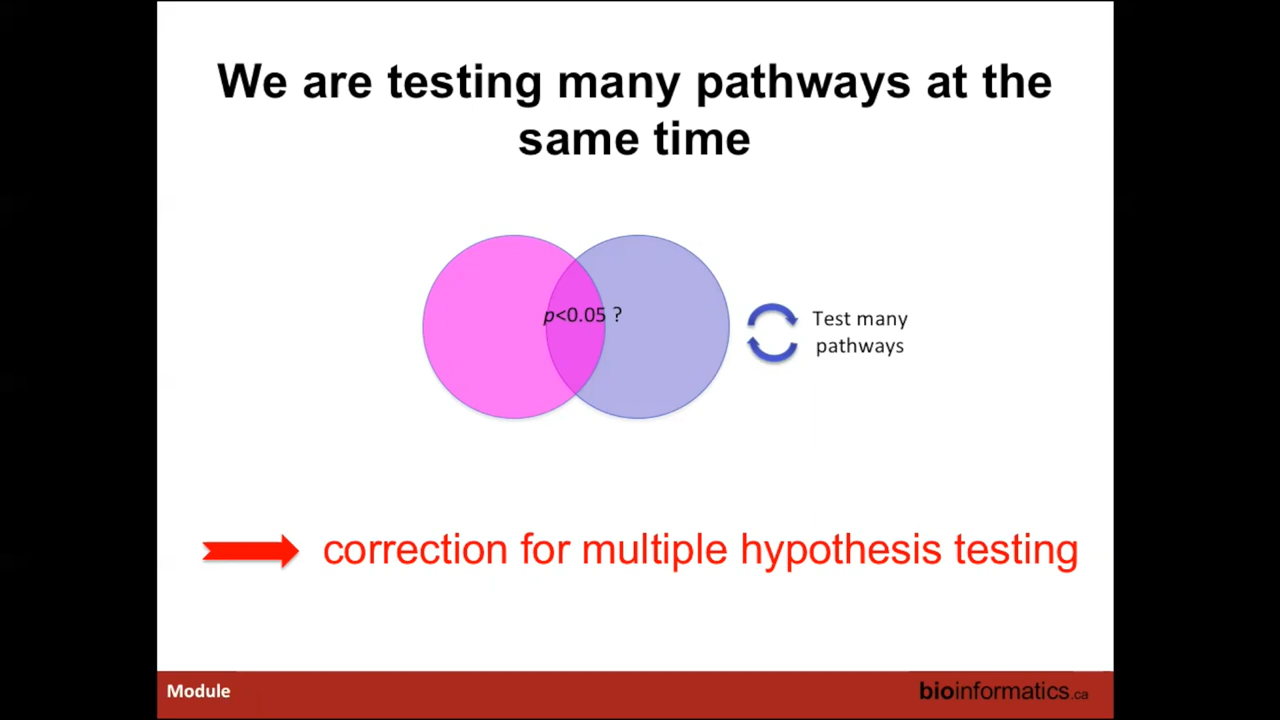 We are testing many pathways at the
same time
p<0.05 ?
Test many
pathways
correction for multiple hypothesis testing
Module
bioinformatics.ca